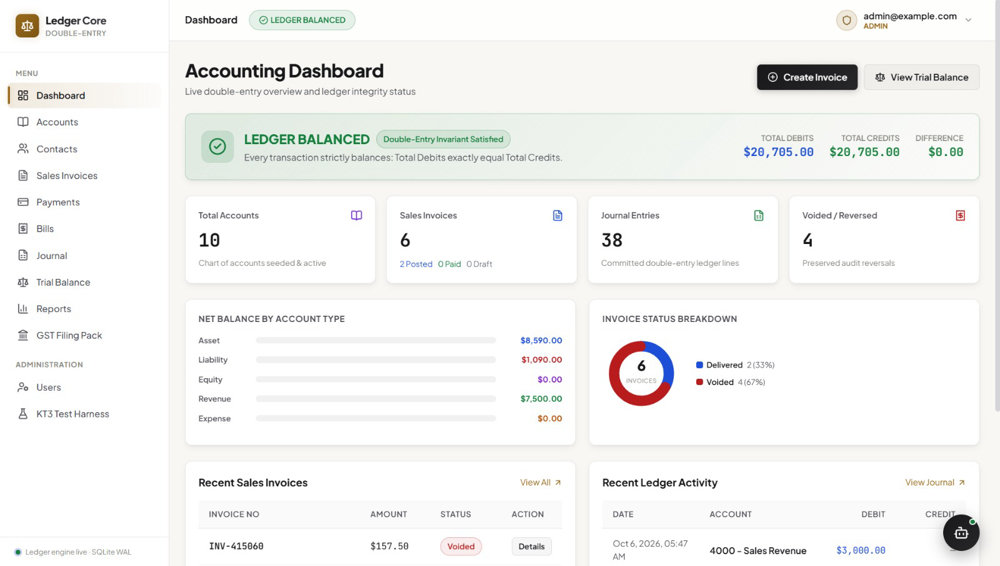 Ledger Core
DOUBLE-ENTRY
MENU
Dashboard
Accounts
Contacts
Sales Invoices
Payments
Bills
Journal
Trial Balance
Reports
GST Filing Pack
ADMINISTRATION
Users
KT3 Test Harness
Ledger engine live · SQLite WAL
Dashboard
LEDGER BALANCED
admin@example.com
ADMIN
Accounting Dashboard
Live double-entry overview and ledger integrity status
Create Invoice
View Trial Balance
LEDGER BALANCED Double-Entry Invariant Satisfied
Every transaction strictly balances: Total Debits exactly equal Total Credits.
TOTAL DEBITS TOTAL CREDITS DIFFERENCE
$20,705.00 $20,705.00 $0.00
Total Accounts
10
Chart of accounts seeded & active
Sales Invoices
6
2 Posted 0 Paid 0 Draft
Journal Entries
38
Committed double-entry ledger lines
Voided / Reversed
4
Preserved audit reversals
NET BALANCE BY ACCOUNT TYPE
Asset $8,590.00
Liability $1,090.00
Equity $0.00
Revenue $7,500.00
Expense $0.00
INVOICE STATUS BREAKDOWN
6
INVOICES
Delivered 2 (33%)
Voided 4 (67%)
Recent Sales Invoices View All
INVOICE NO AMOUNT STATUS ACTION
INV-415060 $157.50 Voided Details
Recent Ledger Activity View Journal
DATE ACCOUNT DEBIT CREDIT
Oct 6, 2026, 05:47
AM
4000 - Sales Revenue $3,000.00 —